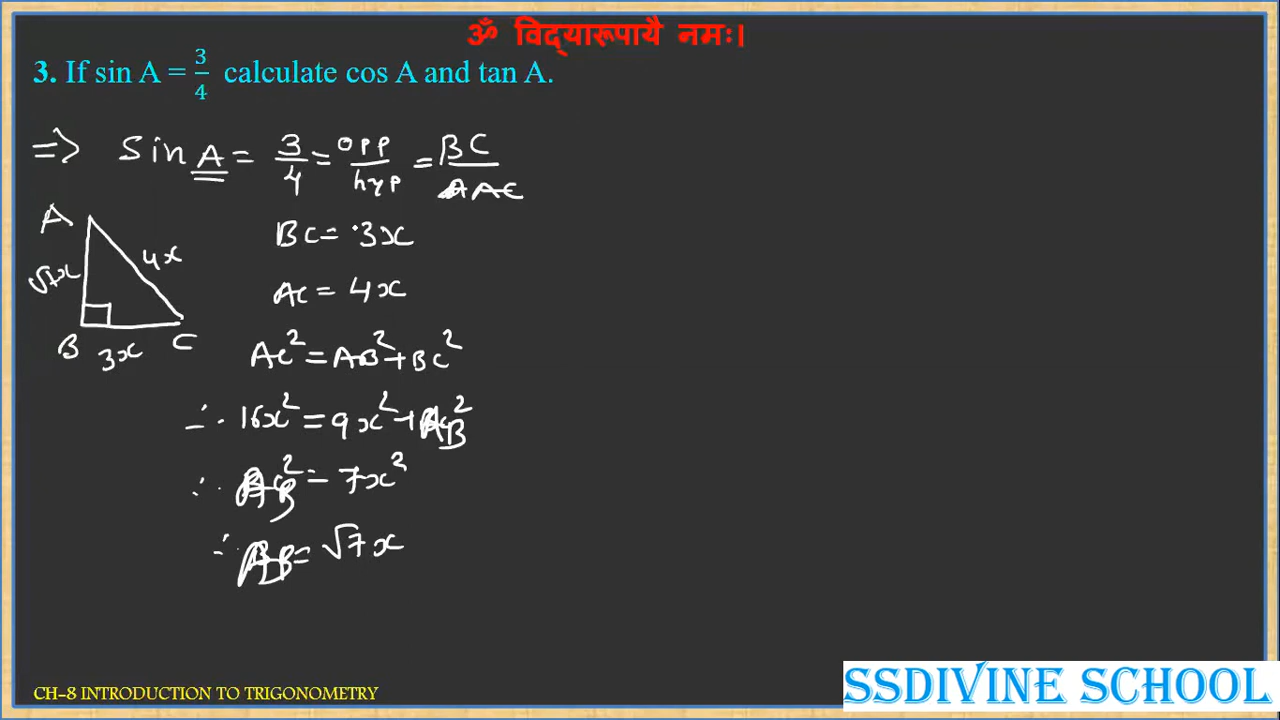 ॐ विद्यारूपायै नमः।
3. If sin A = 3/4 calculate cos A and tan A.
=> Sin A = 3/4 = opp/hyp = BC/AC
A
BC = 3x
√7x
4x
AC = 4x
B
3x
C
AC² = AB² + BC²
∴ 16x² = 9x² + AB²
∴ AB² = 7x²
∴ AB = √7x
CH-8 INTRODUCTION TO TRIGONOMETRY
SSDIVINE SCHOOL